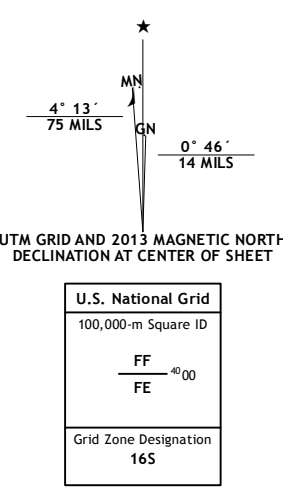 ★
MN
4° 13´
75 MILS
GN
0° 46´
14 MILS
UTM GRID AND 2013 MAGNETIC NORTH
DECLINATION AT CENTER OF SHEET
U.S. National Grid
100,000-m Square ID
FF
4000
FE
Grid Zone Designation
16S